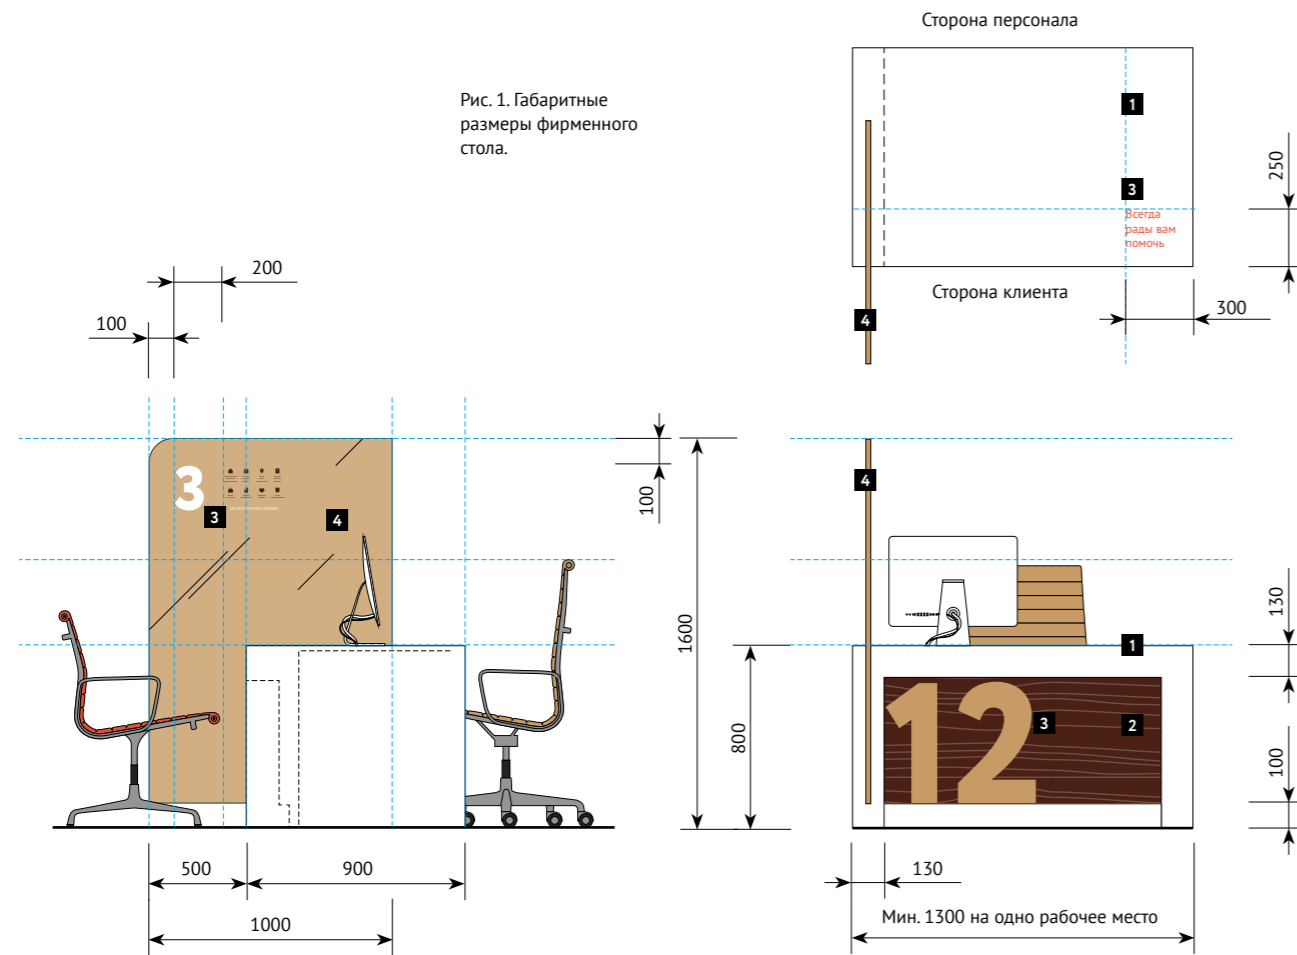 Сторона персонала
Рис. 1. Габаритные
размеры фирменного
стола.
1
3
250
Всегда
рады вам
помочь
Сторона клиента
4
300
200
100
3
3
4
100
1600
800
4
130
1
12
3
2
100
500
900
130
1000
Мин. 1300 на одно рабочее место